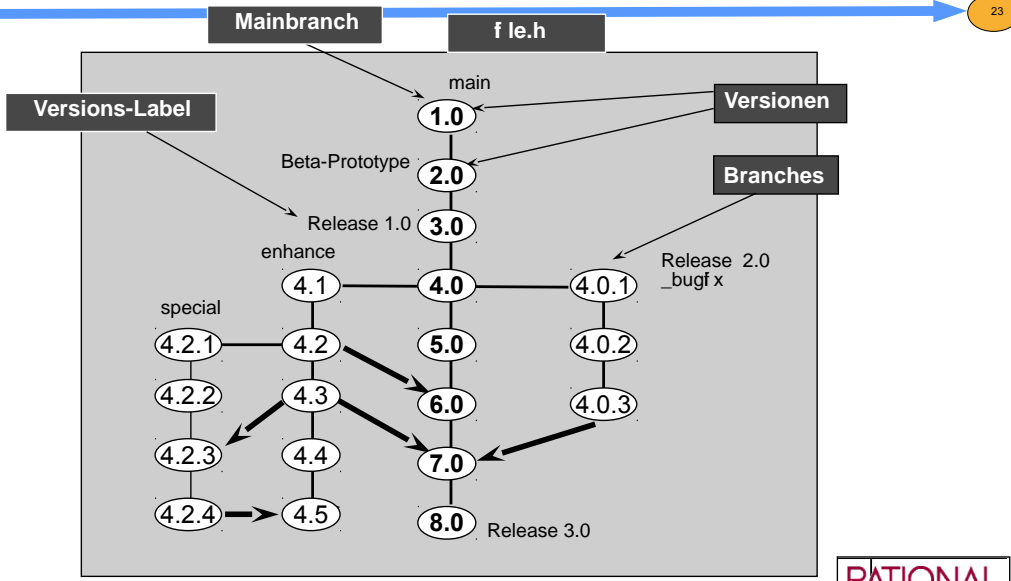 23
Mainbranch
f le.h
main
Versions-Label
1.0
Versionen
Beta-Prototype
2.0
Branches
Release 1.0
3.0
enhance
Release 2.0
_bugf x
4.1
4.0
4.0.1
special
4.2.1
4.2
5.0
4.0.2
4.2.2
4.3
6.0
4.0.3
4.2.3
4.4
7.0
4.2.4
4.5
8.0
Release 3.0
RATIONAL